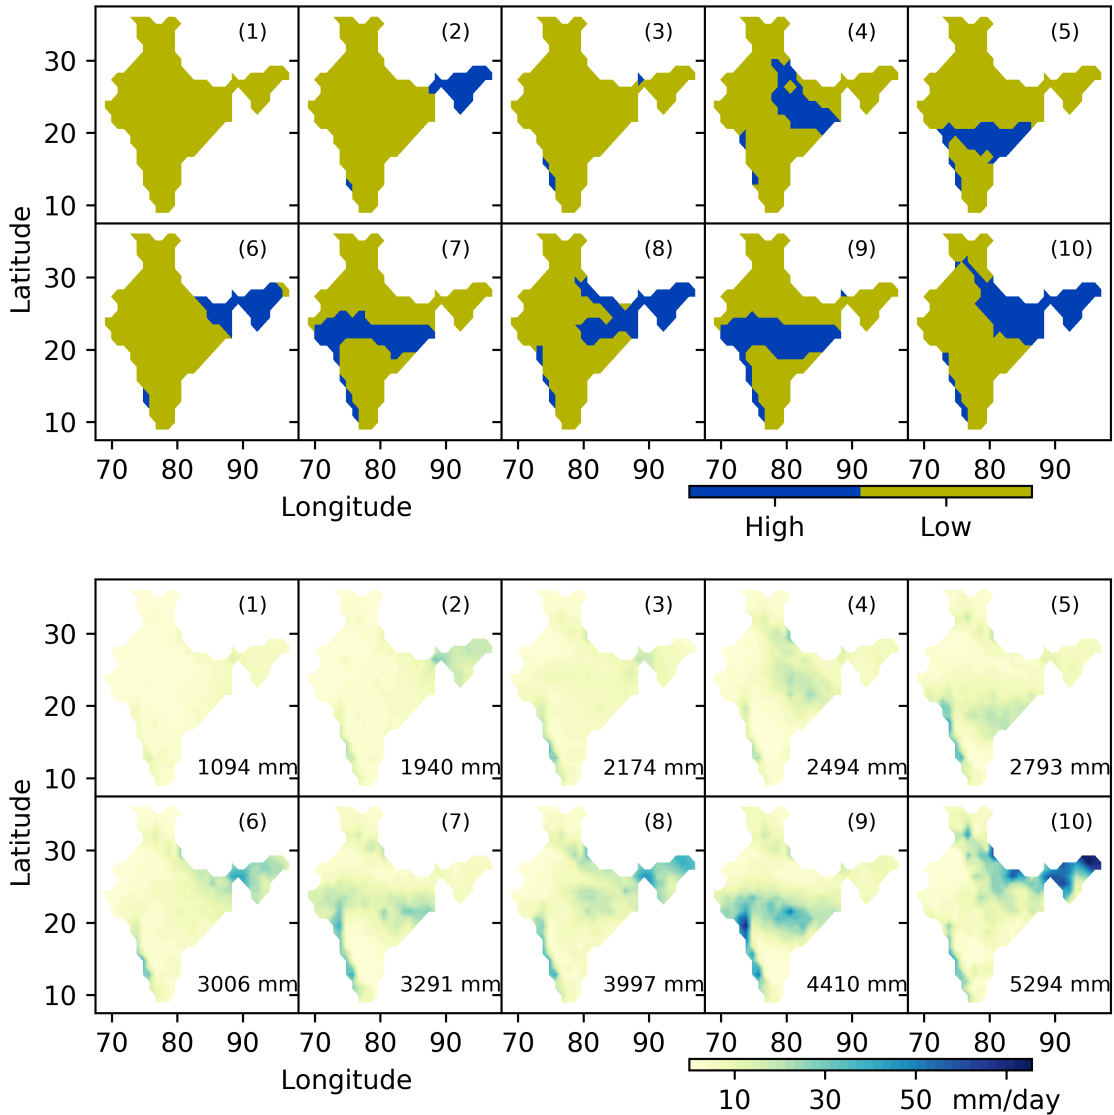 (1) (2) (3) (4) (5)
30
20
10
(6) (7) (8) (9) (10)
30
20
10
Latitude
70 80 90 70 80 90 70 80 90 70 80 90 70 80 90
Longitude
High Low
(1) (2) (3) (4) (5)
30
20
1094 mm 1940 mm 2174 mm 2494 mm 2793 mm
10
(6) (7) (8) (9) (10)
30
20
3006 mm 3291 mm 3997 mm 4410 mm 5294 mm
10
Latitude
70 80 90 70 80 90 70 80 90 70 80 90 70 80 90
Longitude
10 30 50 mm/day